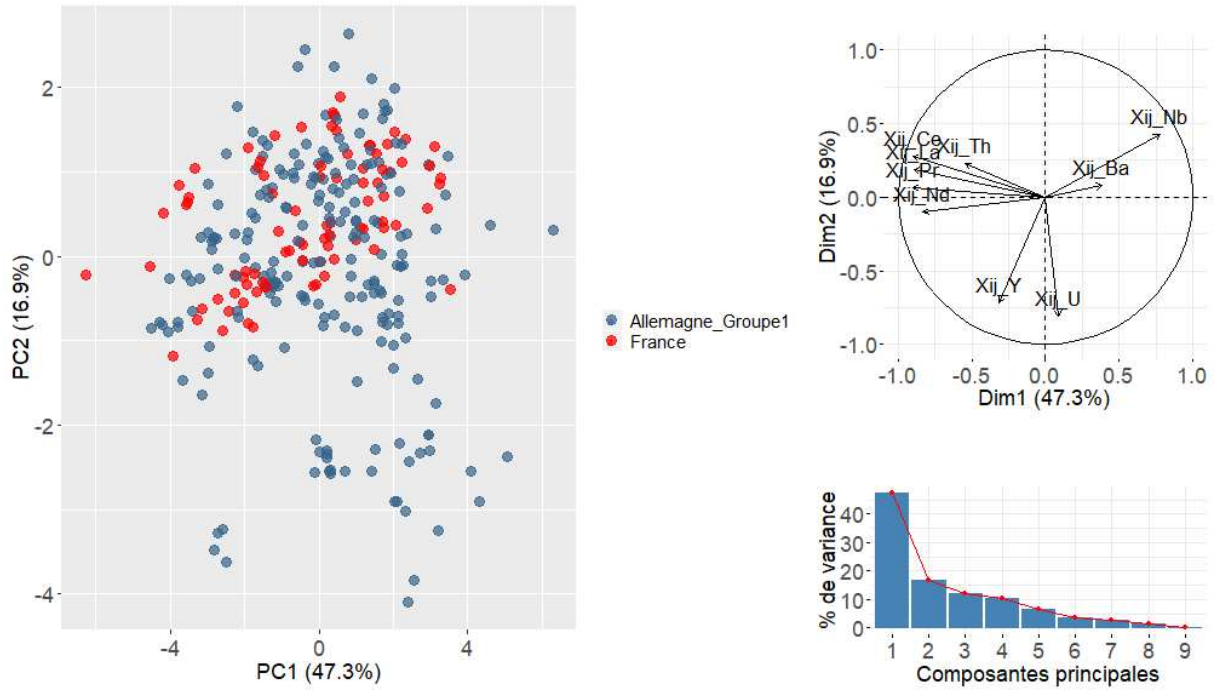 2
0
-2
-4
-4
0
4
PC2 (16.9%)
PC1 (47.3%)
Allemagne_Groupe1
France
1.0
0.5
0.0
-0.5
-1.0
-1.0
-0.5
0.0
0.5
1.0
Dim2 (16.9%)
Dim1 (47.3%)
Xij_Nb
Xij_Ce
Xij_Th
Xij_La
Xij_Ba
Xij_Pr
Xij_Nd
Xij_Y
Xij_U
40
30
20
10
0
% de variance
1 2 3 4 5 6 7 8 9
Composantes principales